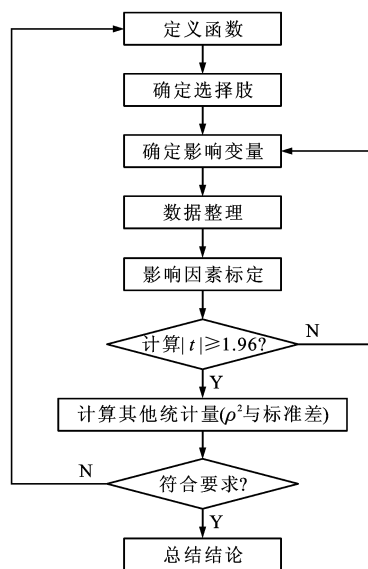 定义函数
确定选择肢
确定影响变量
数据整理
影响因素标定
计算|t|≥1.96?
N
Y
计算其他统计量(ρ²与标准差)
N
符合要求?
Y
总结结论